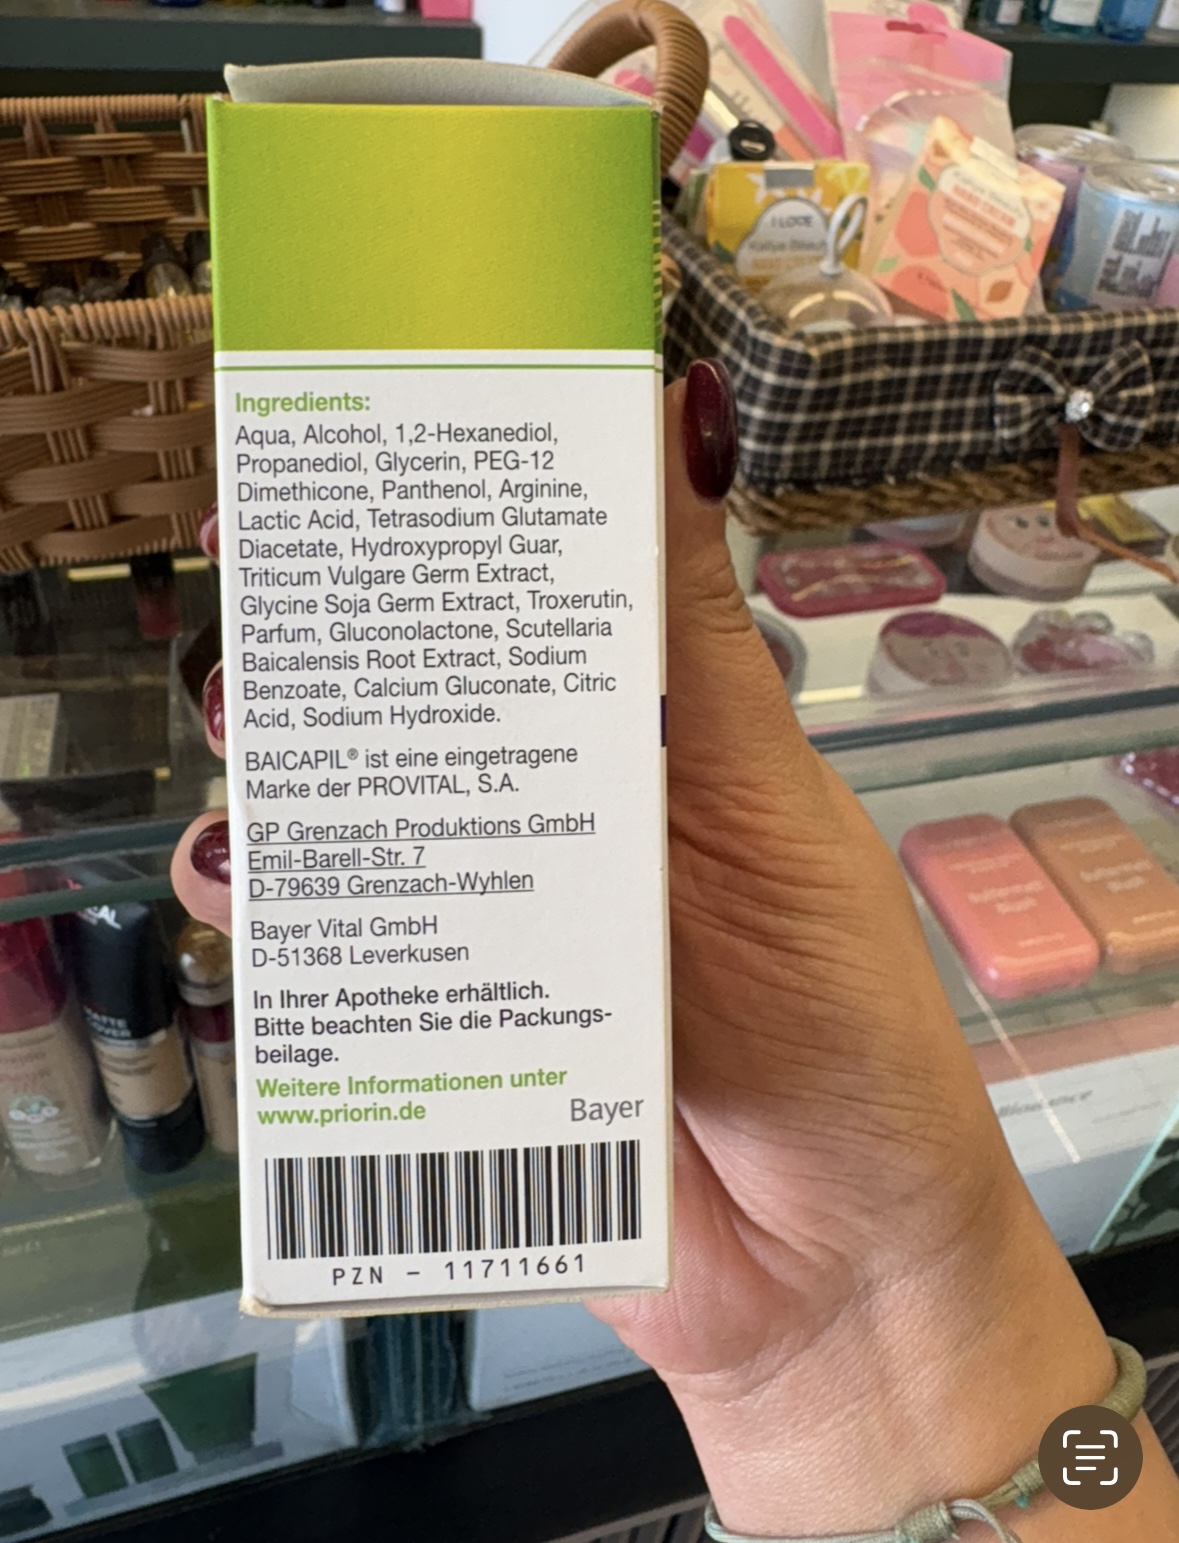 Ingredients:
Aqua, Alcohol, 1,2-Hexanediol,
Propanediol, Glycerin, PEG-12
Dimethicone, Panthenol, Arginine,
Lactic Acid, Tetrasodium Glutamate
Diacetate, Hydroxypropyl Guar,
Triticum Vulgare Germ Extract,
Glycine Soja Germ Extract, Troxerutin,
Parfum, Gluconolactone, Scutellaria
Baicalensis Root Extract, Sodium
Benzoate, Calcium Gluconate, Citric
Acid, Sodium Hydroxide.
BAICAPIL® ist eine eingetragene
Marke der PROVITAL, S.A.
GP Grenzach Produktions GmbH
Emil-Barell-Str. 7
D-79639 Grenzach-Wyhlen
Bayer Vital GmbH
D-51368 Leverkusen
In Ihrer Apotheke erhältlich.
Bitte beachten Sie die Packungs-
beilage.
Weitere Informationen unter
www.priorin.de
Bayer
PZN - 11711661
I LOVE